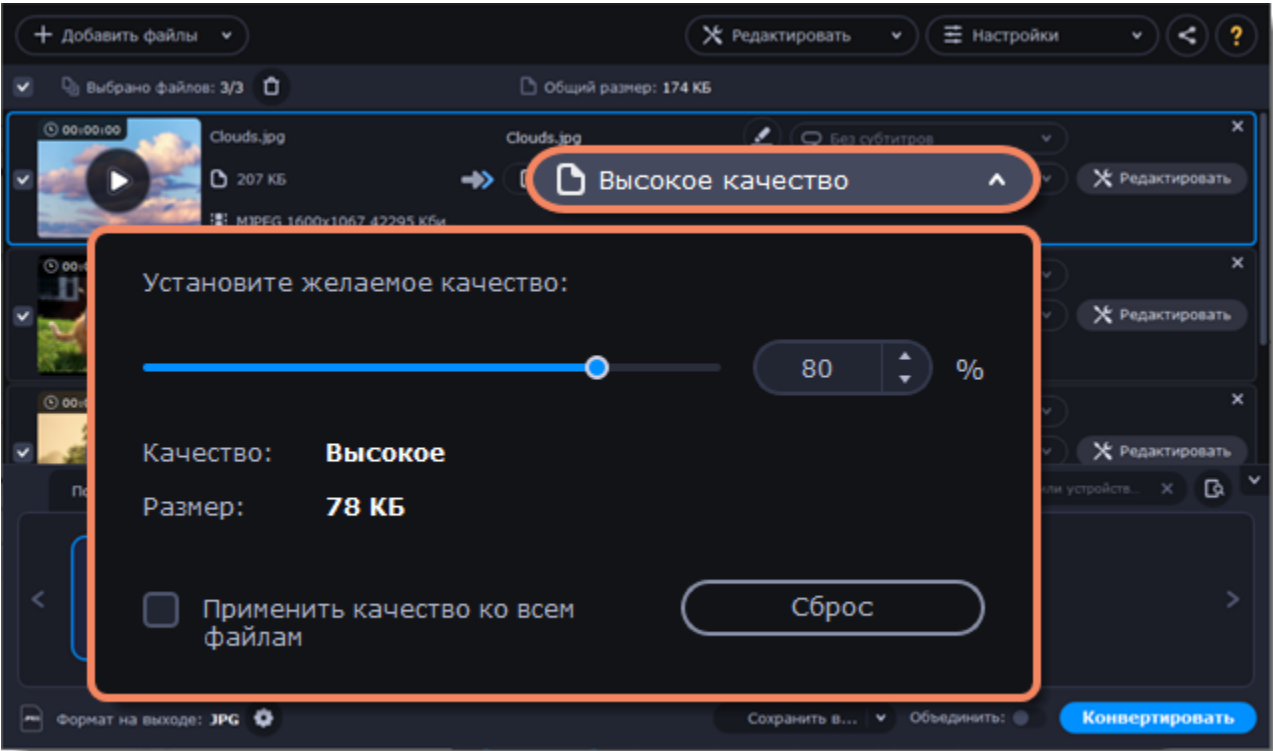 Добавить файлы
Редактировать
Настройки
?
Выбрано файлов: 3/3
Общий размер: 174 КБ
00:00:00
Clouds.jpg
Clouds.jpg
Без субтитров
207 КБ
Высокое качество
Редактировать
MJPEG 1600x1067 42295 Кби
Установите желаемое качество:
Редактировать
80
%
Качество: Высокое
Редактировать
или устройств...
Размер: 78 КБ
Применить качество ко всем
файлам
Сброс
Формат на выходе: JPG
Сохранить в...
Объединить:
Конвертировать